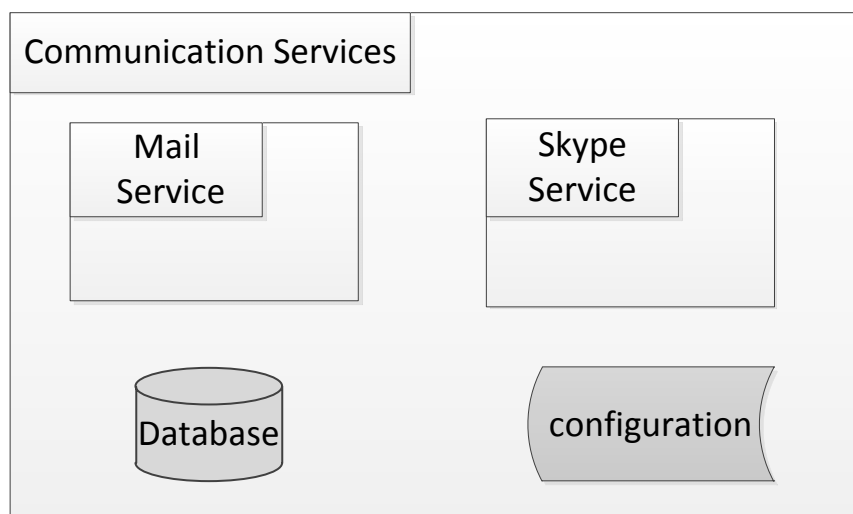 Communication Services
Mail
Service
Skype
Service
Database
configuration